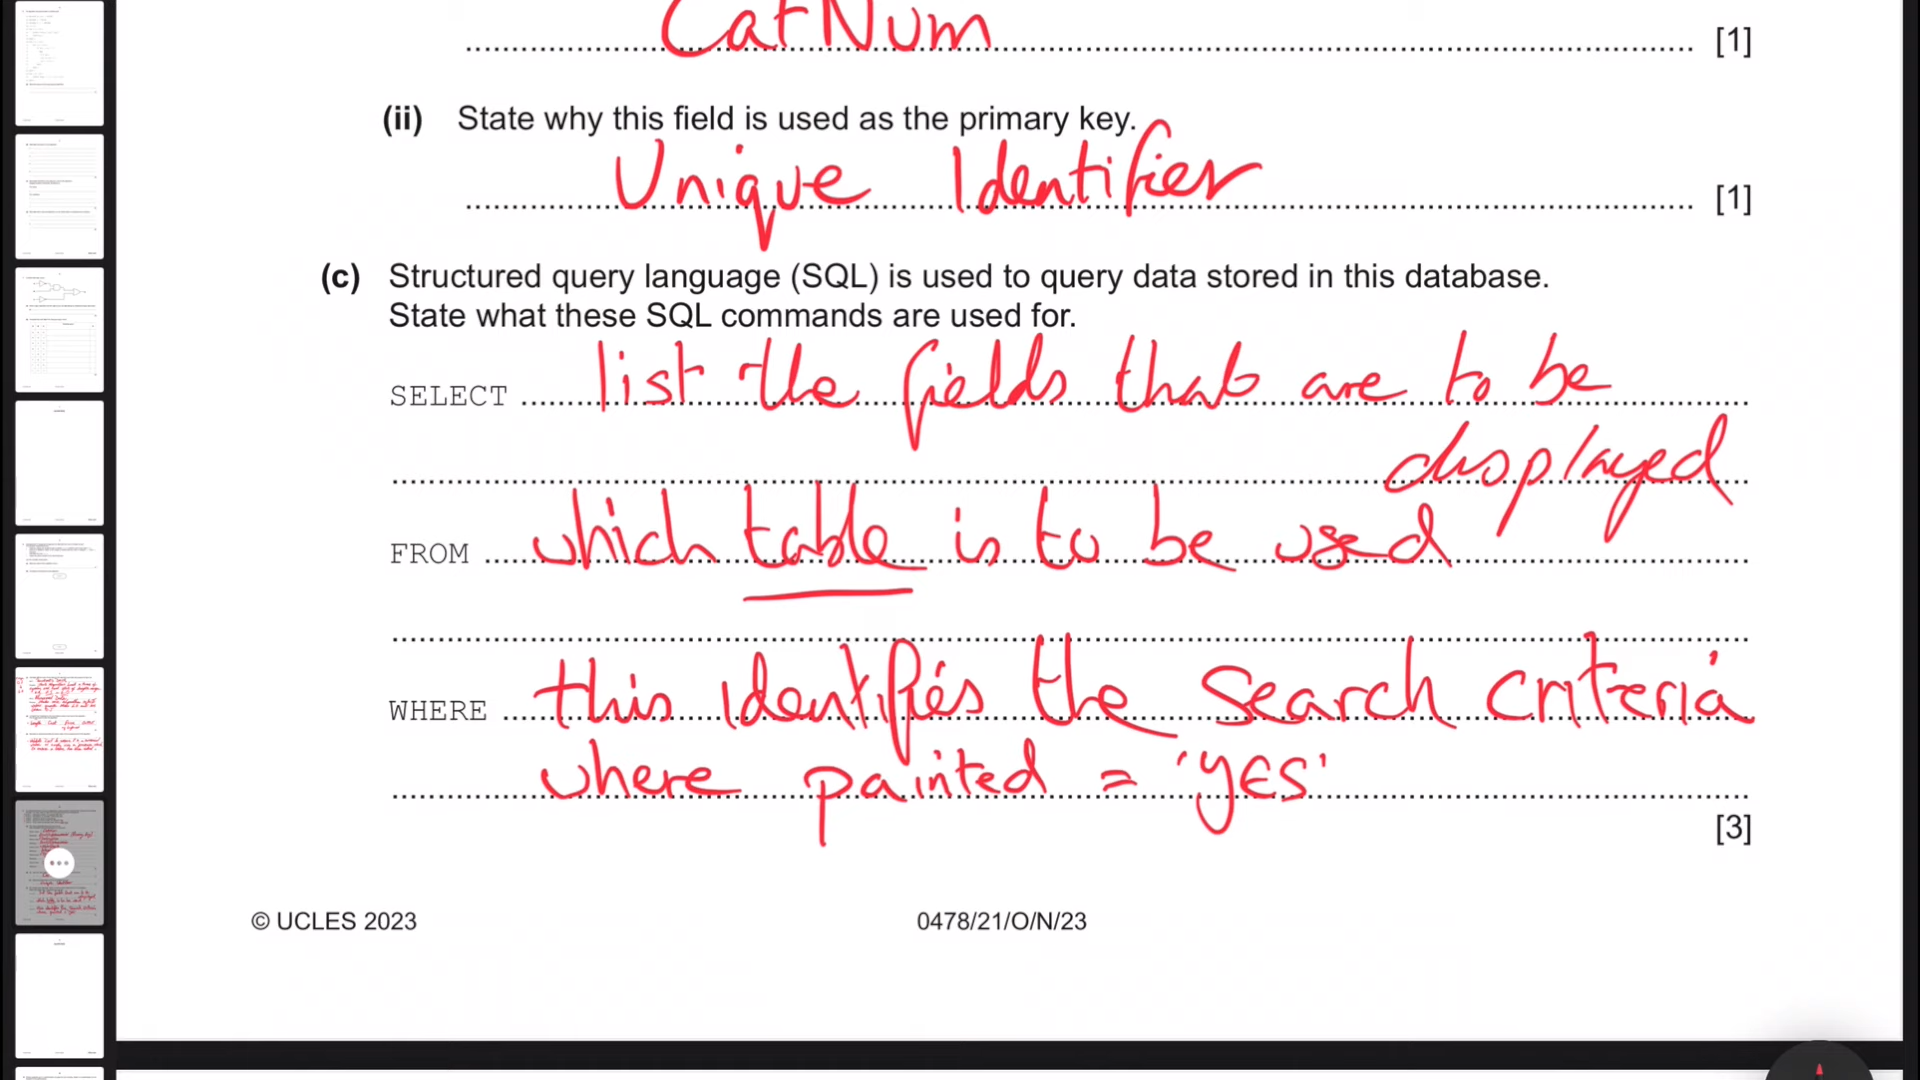 CatNum
[1]
(ii) State why this field is used as the primary key.
Unique Identifier
[1]
(c) Structured query language (SQL) is used to query data stored in this database.
State what these SQL commands are used for.
SELECT list the fields that are to be
displayed
FROM which table is to be used
WHERE this identifies the search criteria
where painted = 'YES'
[3]
© UCLES 2023
0478/21/O/N/23